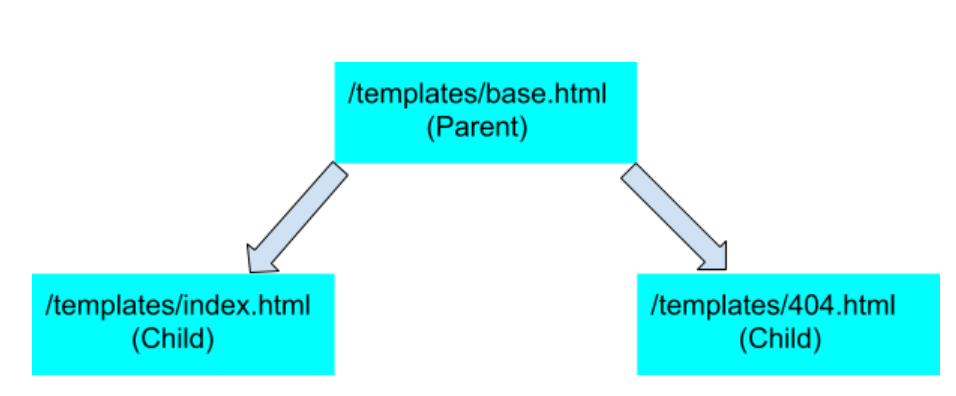 /templates/base.html
(Parent)
/templates/index.html
(Child)
/templates/404.html
(Child)